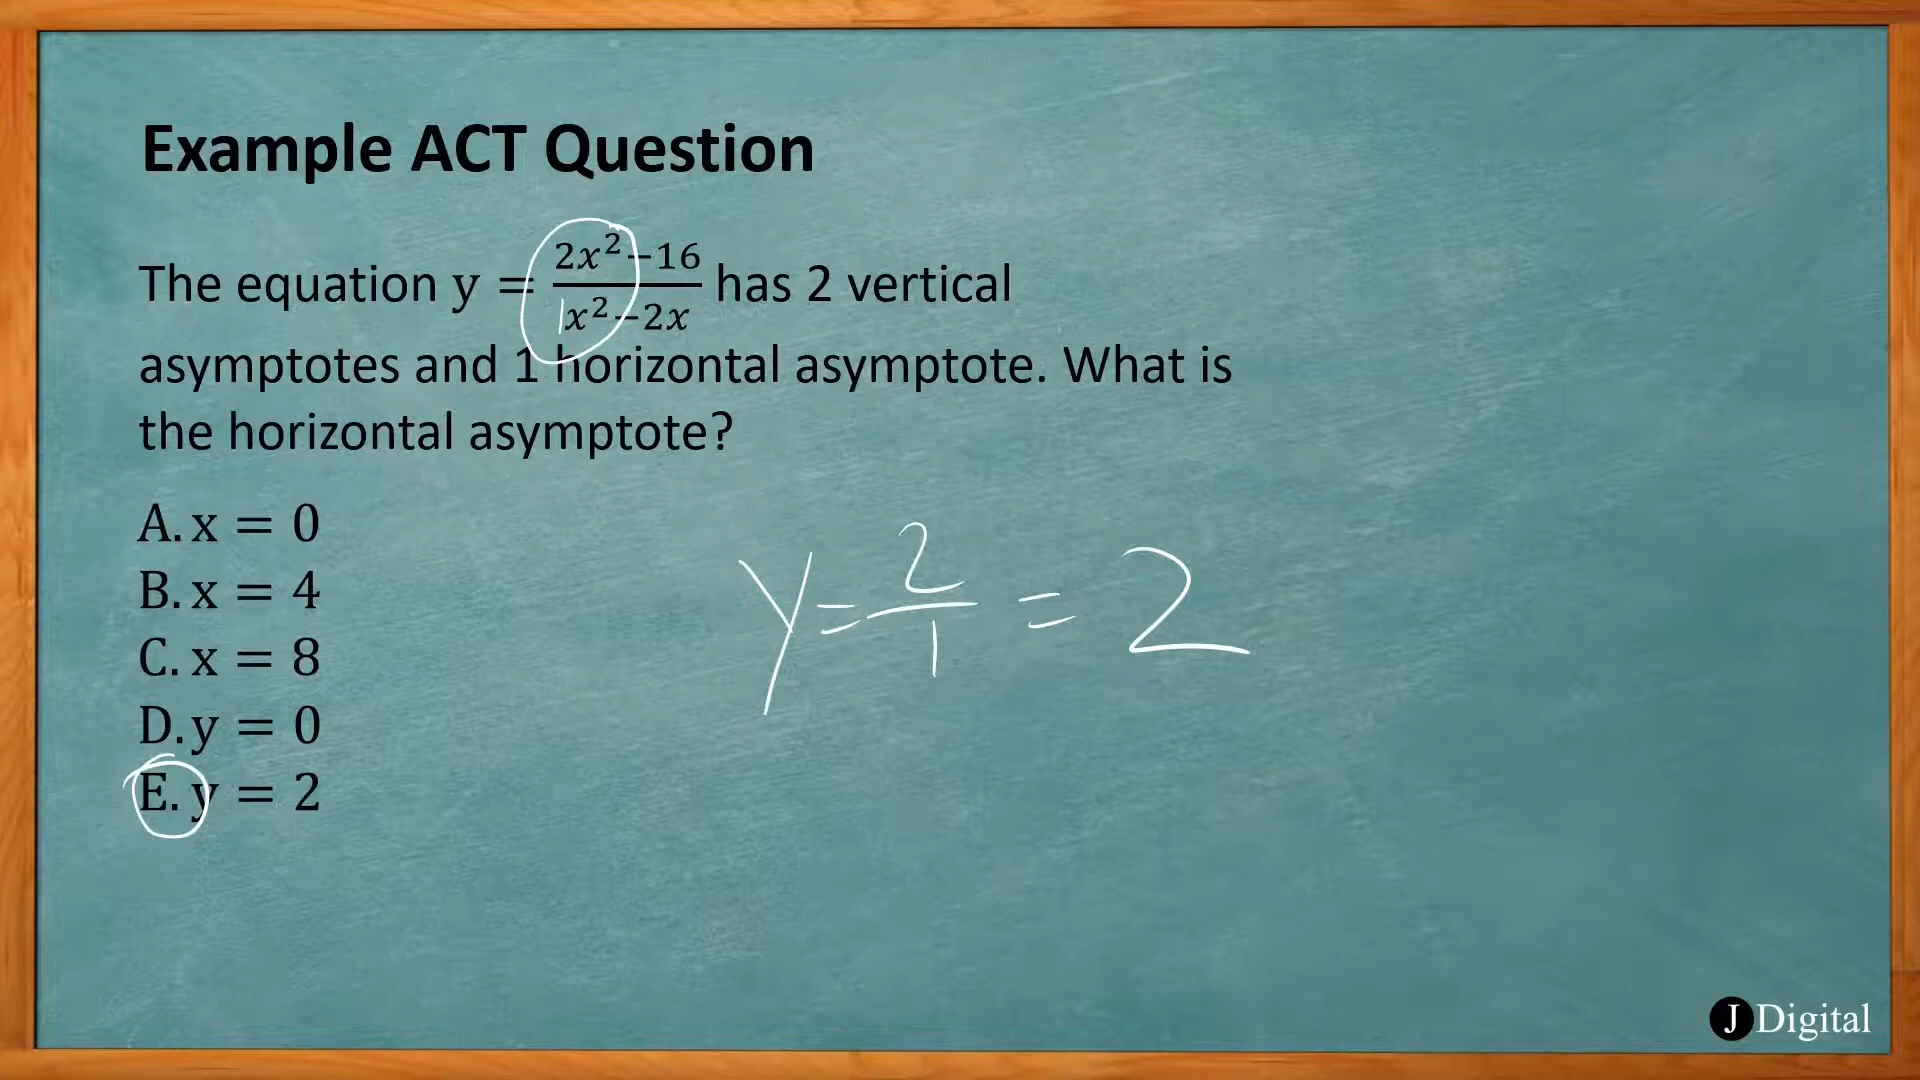 Example ACT Question
The equation y = (2x²−16)/(1x²−2x) has 2 vertical
asymptotes and 1 horizontal asymptote. What is
the horizontal asymptote?
A. x = 0
B. x = 4
C. x = 8
D. y = 0
E. y = 2
y = 2/1 = 2
J Digital